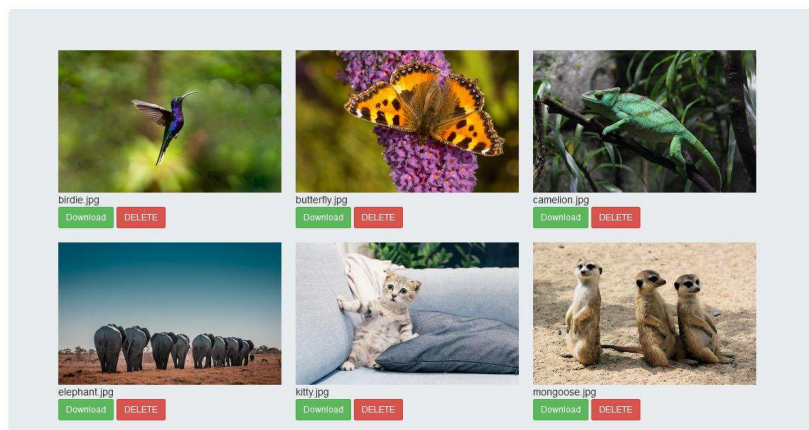 birdie.jpg
Download DELETE
butterfly.jpg
Download DELETE
camelion.jpg
Download DELETE
elephant.jpg
Download DELETE
kitty.jpg
Download DELETE
mongoose.jpg
Download DELETE